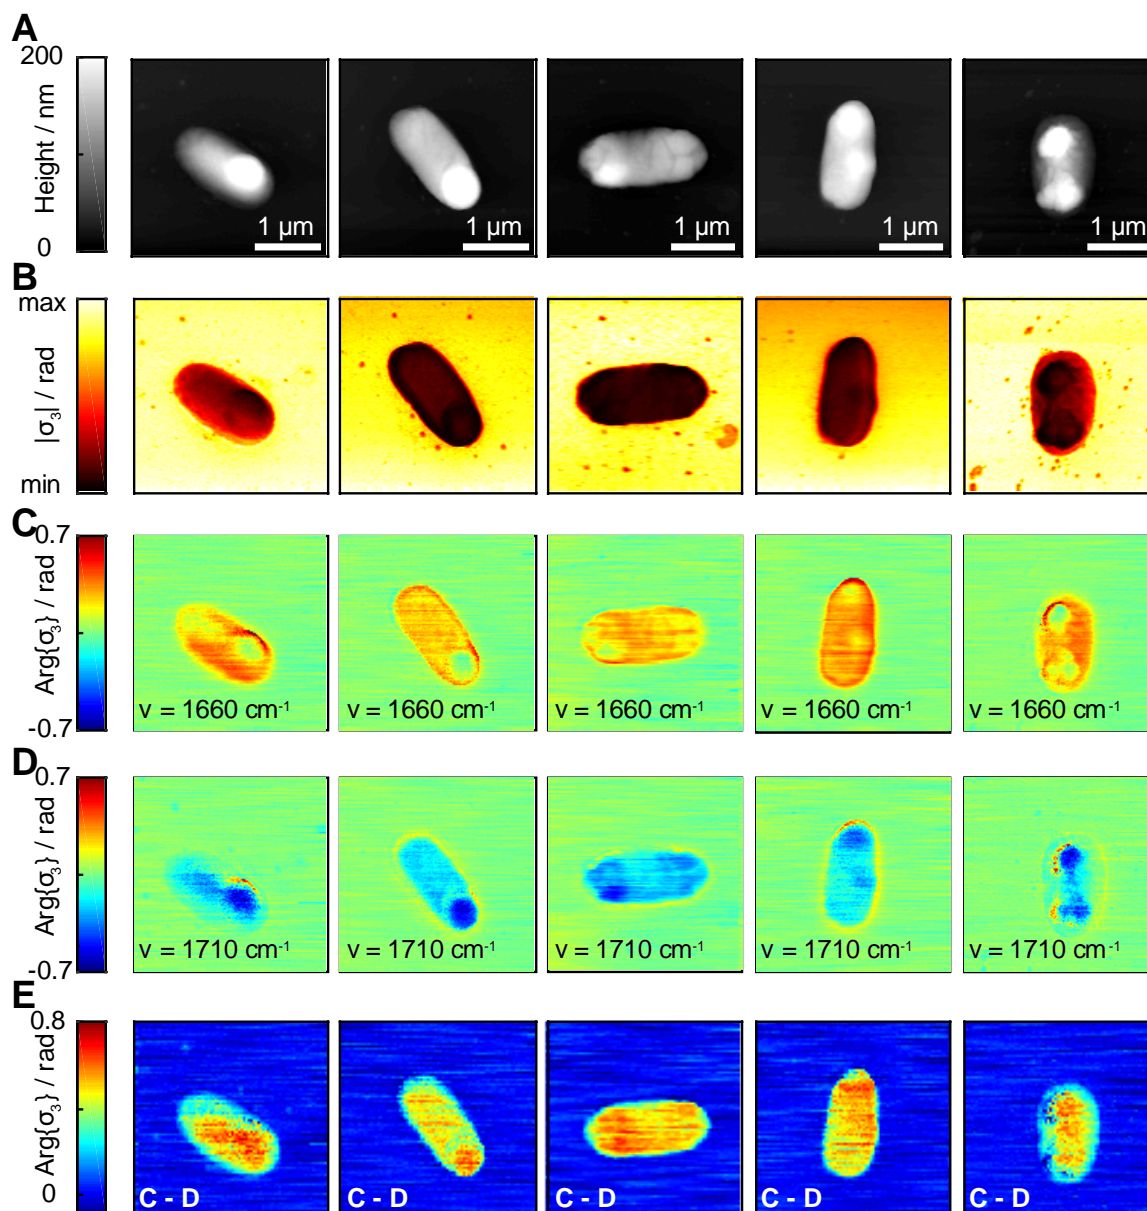 A
200
Height / nm
0
1 µm
1 µm
1 µm
1 µm
1 µm
B
max
|σ₃| / rad
min
C
0.7
Arg{σ₃} / rad
-0.7
v = 1660 cm⁻¹
v = 1660 cm⁻¹
v = 1660 cm⁻¹
v = 1660 cm⁻¹
v = 1660 cm⁻¹
D
0.7
Arg{σ₃} / rad
-0.7
v = 1710 cm⁻¹
v = 1710 cm⁻¹
v = 1710 cm⁻¹
v = 1710 cm⁻¹
v = 1710 cm⁻¹
E
0.8
Arg{σ₃} / rad
0
C - D
C - D
C - D
C - D
C - D